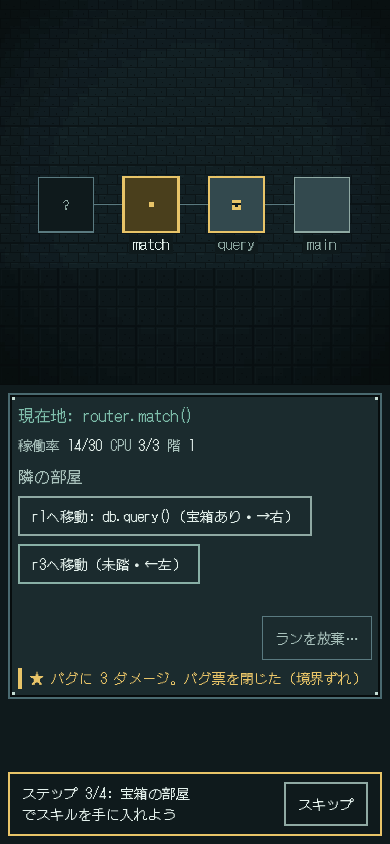 ?
match
query
main
現在地: router.match()
稼働率 14/30 CPU 3/3 階 1
隣の部屋
r1へ移動: db.query() (宝箱あり・→右)
r3へ移動 (未踏・←左)
ランを放棄…
★ バグに 3 ダメージ。バグ票を閉じた (境界ずれ)
ステップ 3/4: 宝箱の部屋
でスキルを手に入れよう
スキップ